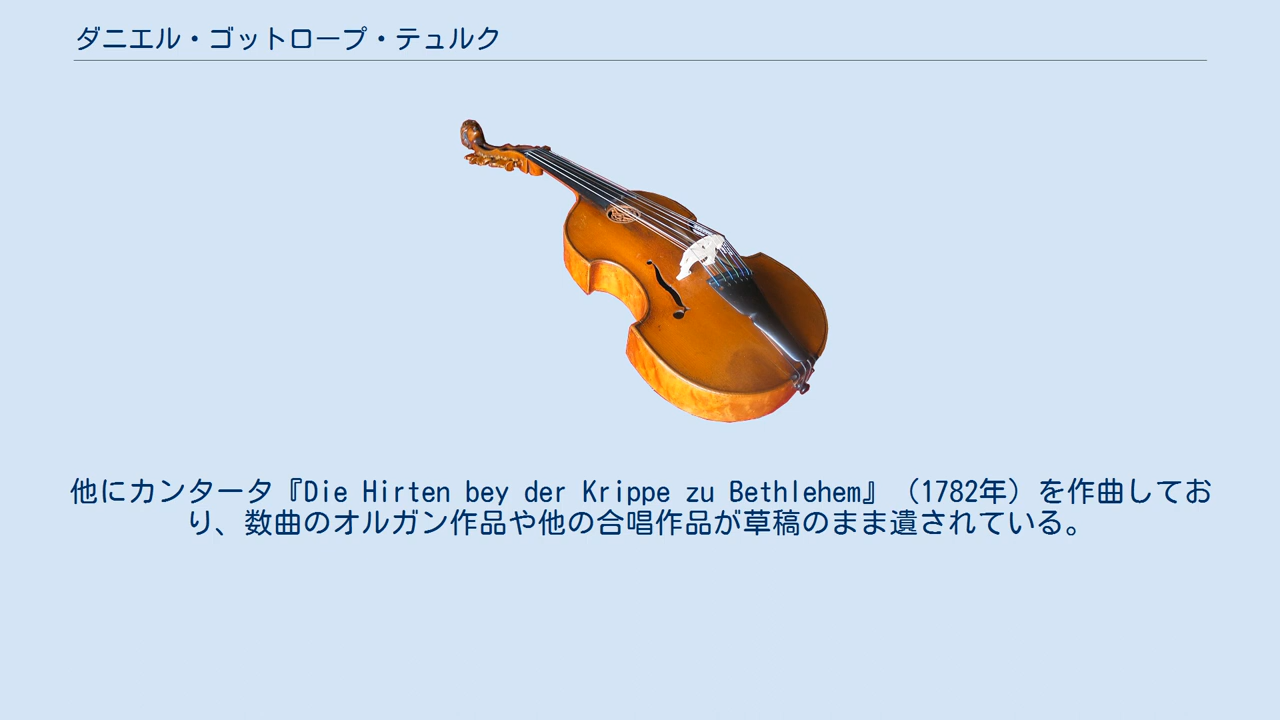 ダニエル・ゴットロープ・テュルク
他にカンタータ『Die Hirten bey der Krippe zu Bethlehem』（1782年）を作曲してお
り、数曲のオルガン作品や他の合唱作品が草稿のまま遺されている。